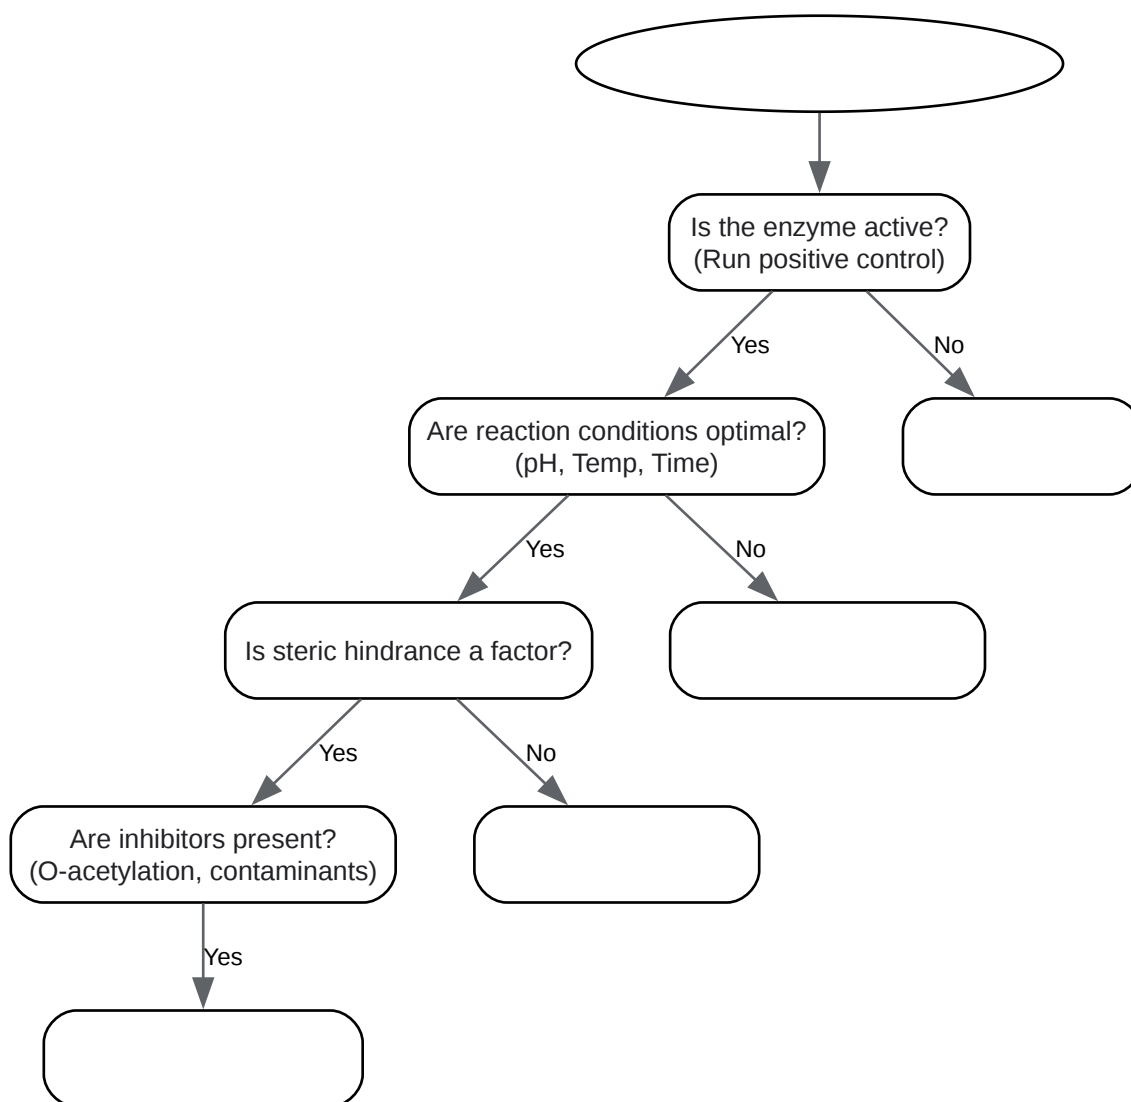 Is the enzyme active?
(Run positive control)
Yes
No
Are reaction conditions optimal?
(pH, Temp, Time)
Yes
No
Is steric hindrance a factor?
Yes
No
Are inhibitors present?
(O-acetylation, contaminants)
Yes